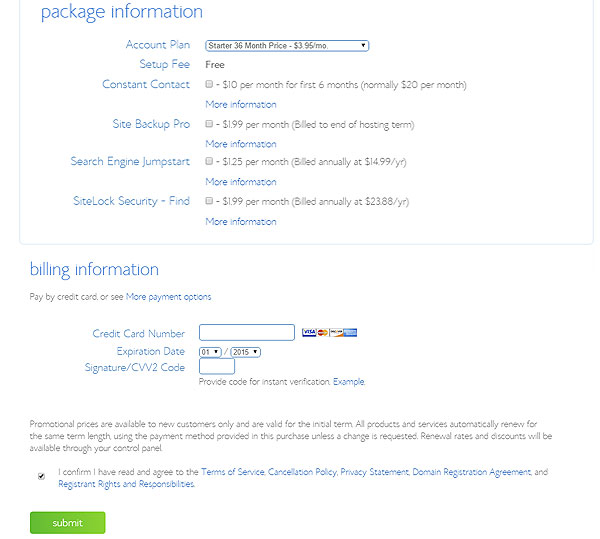 package information
Account Plan Starter 36 Month Price - $3.95/mo.
Setup Fee Free
Constant Contact - $10 per month for first 6 months (normally $20 per month)
More information
Site Backup Pro - $1.99 per month (Billed to end of hosting term)
More information
Search Engine Jumpstart - $1.25 per month (Billed annually at $14.99/yr)
More information
SiteLock Security - Find - $1.99 per month (Billed annually at $23.88/yr)
More information
billing information
Pay by credit card, or see More payment options
Credit Card Number VISA
Expiration Date 01 / 2015
Signature/CVV2 Code
Provide code for instant verification. Example.
Promotional prices are available to new customers only and are valid for the initial term. All products and services automatically renew for
the same term length, using the payment method provided in this purchase unless a change is requested. Renewal rates and discounts will be
available through your control panel.
I confirm I have read and agree to the Terms of Service, Cancellation Policy, Privacy Statement, Domain Registration Agreement, and
Registrant Rights and Responsibilities.
submit